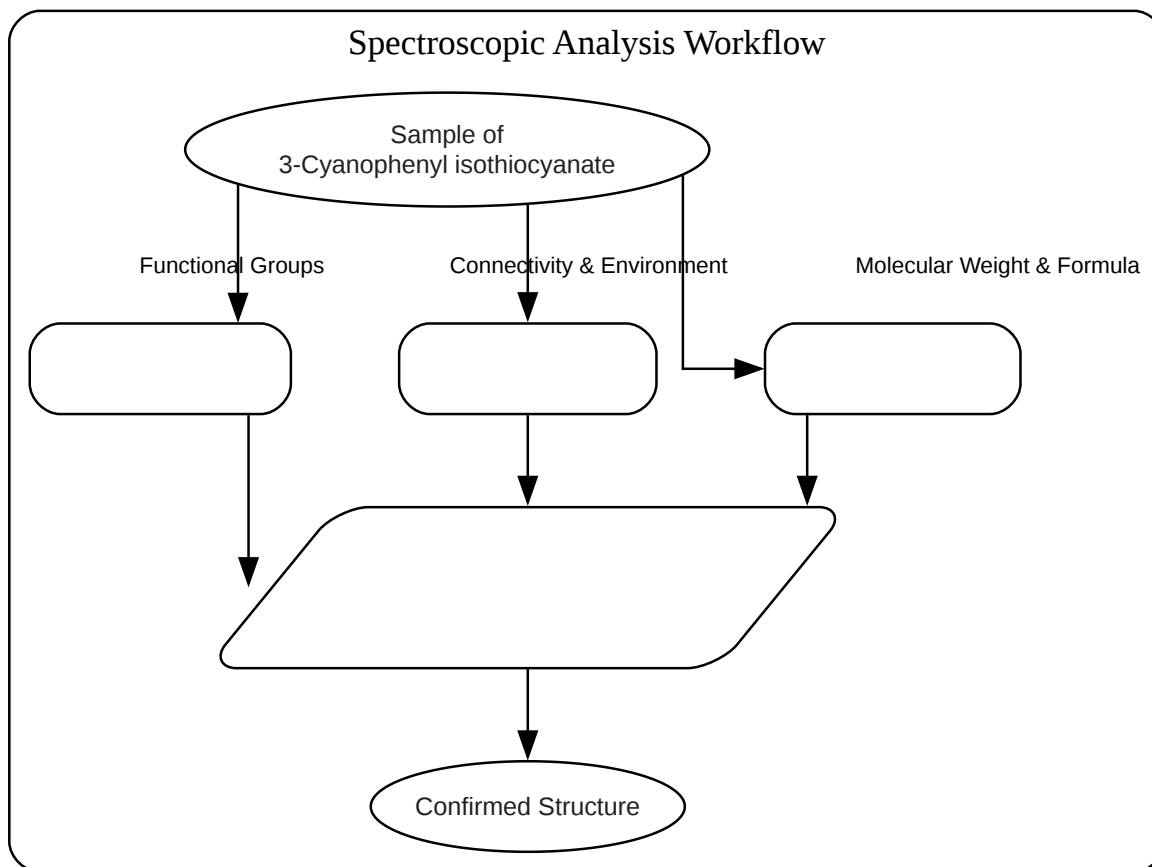 Spectroscopic Analysis Workflow
Sample of
3-Cyanophenyl isothiocyanate
Functional Groups
Connectivity & Environment
Molecular Weight & Formula
Confirmed Structure